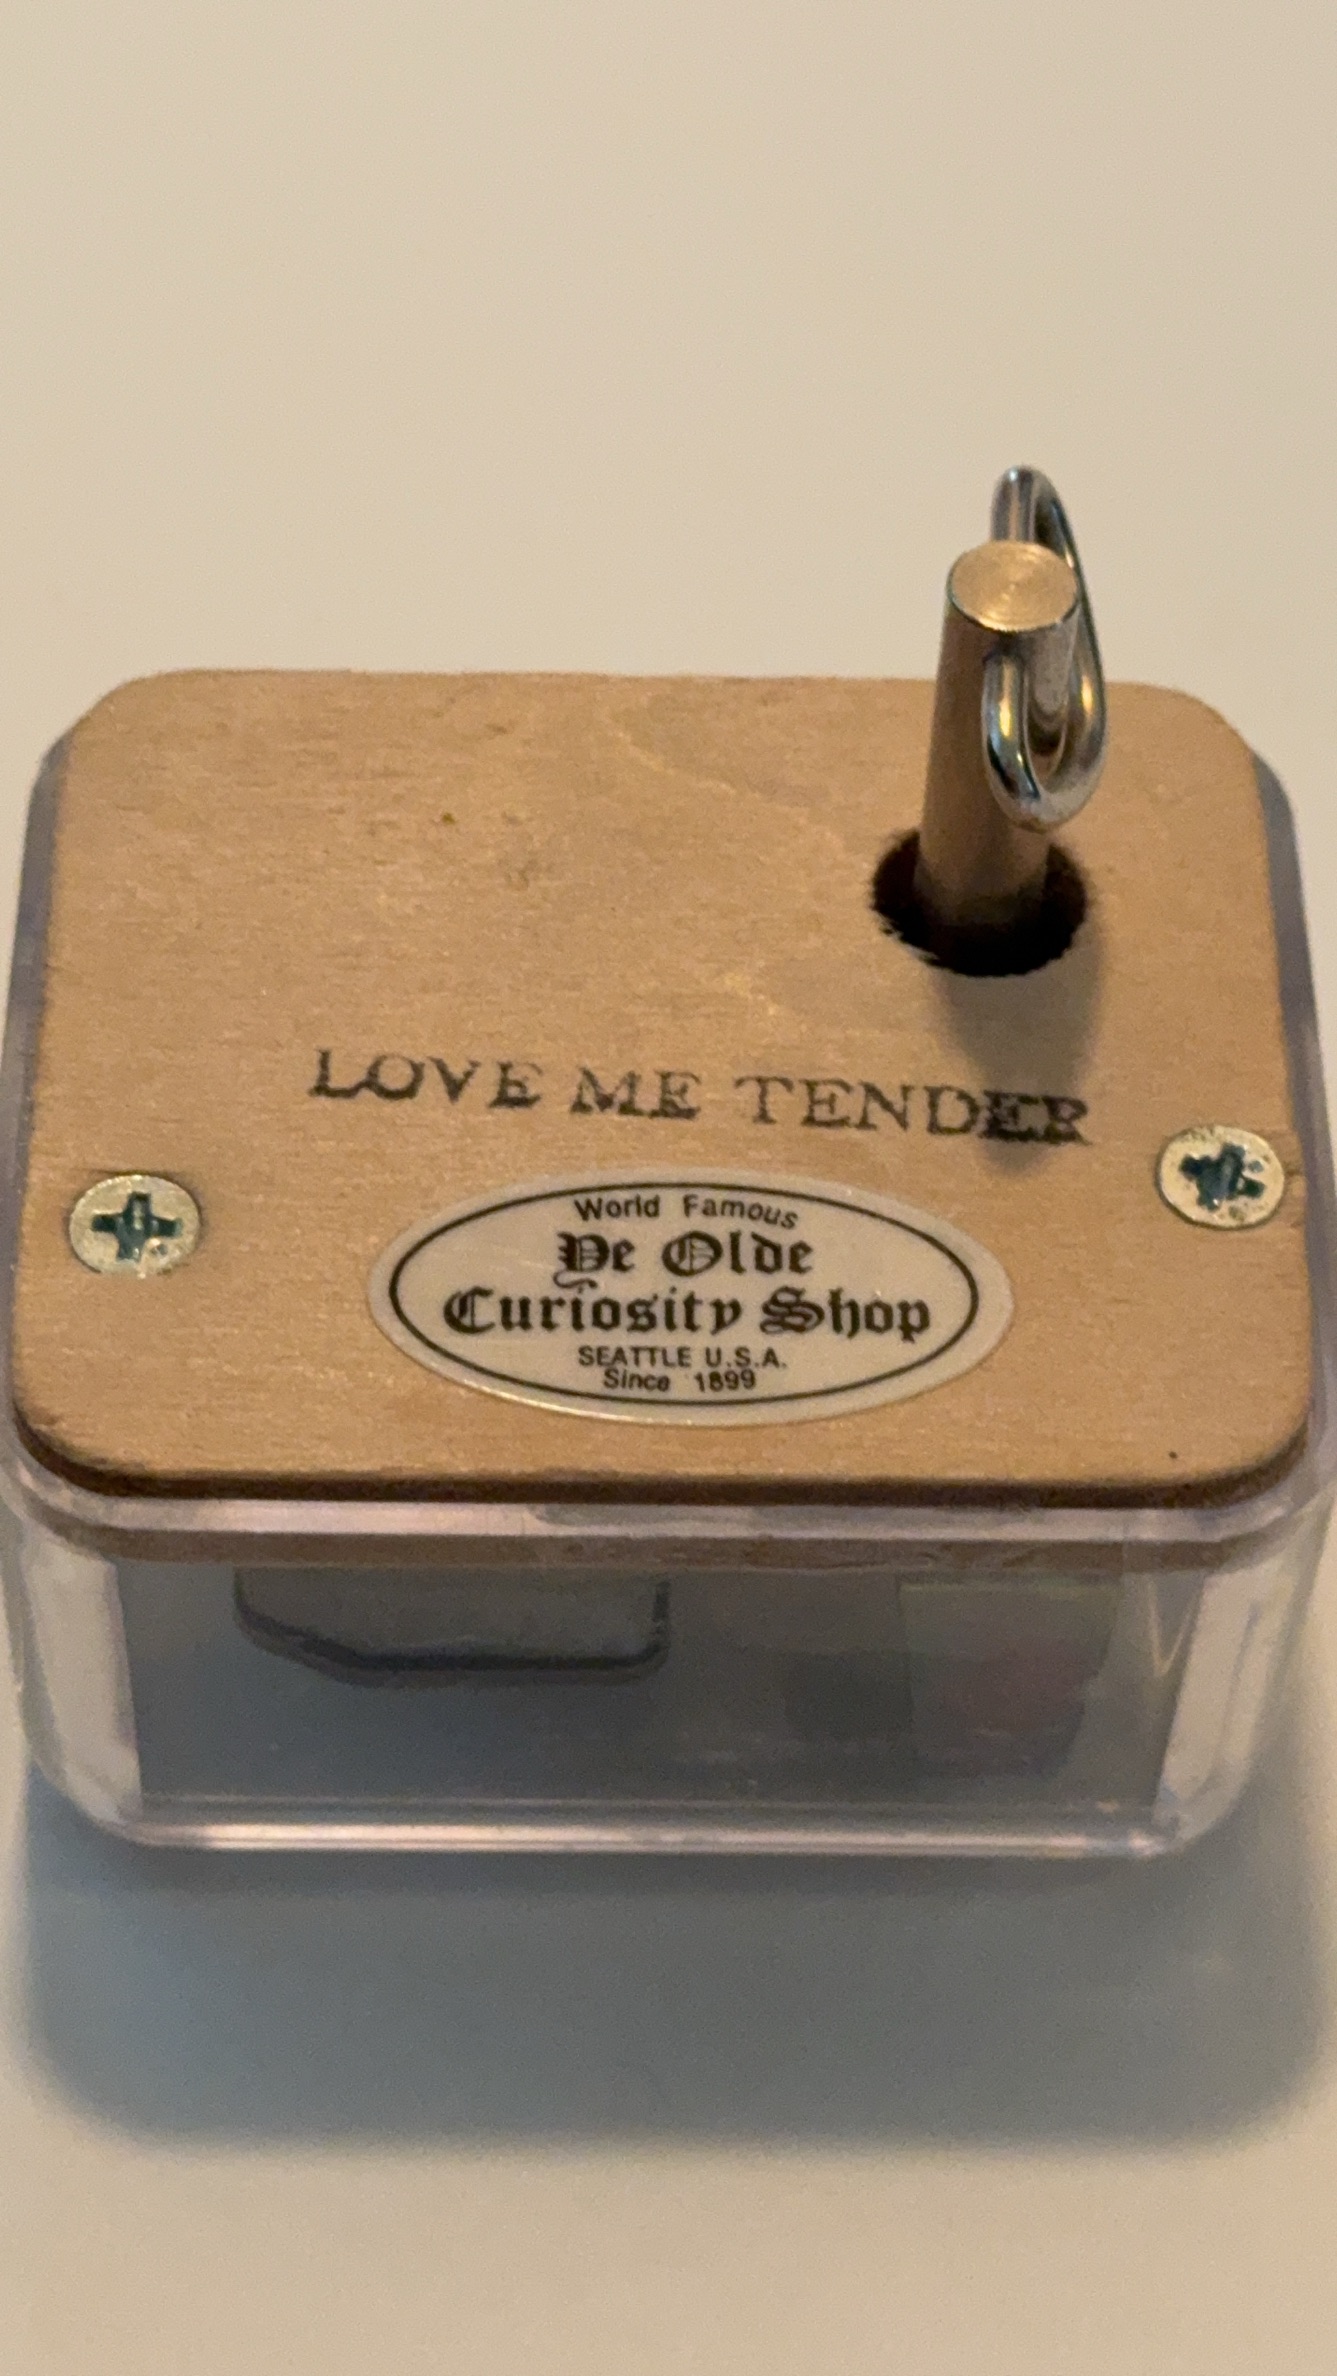 LOVE ME TENDER
World Famous
Ye Olde
Curiosity Shop
SEATTLE U.S.A.
Since 1899